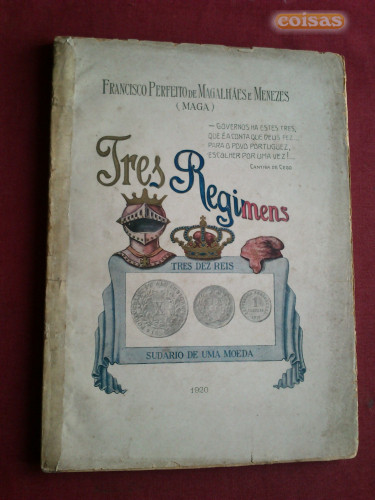 coisas
FRANCISCO PERFEITO DE MAGALHÃES E MENEZES
(MAGA)
— GOVERNOS HA ESTES TRES,
QUE É A CONTA QUE DEUS FEZ...
PARA O POVO PORTUGUEZ,
ESCOLHER POR UMA VEZ!...
CANTIGA DE CEGO
Tres Regimens
TRES DEZ REIS
SUDARIO DE UMA MOEDA
1920